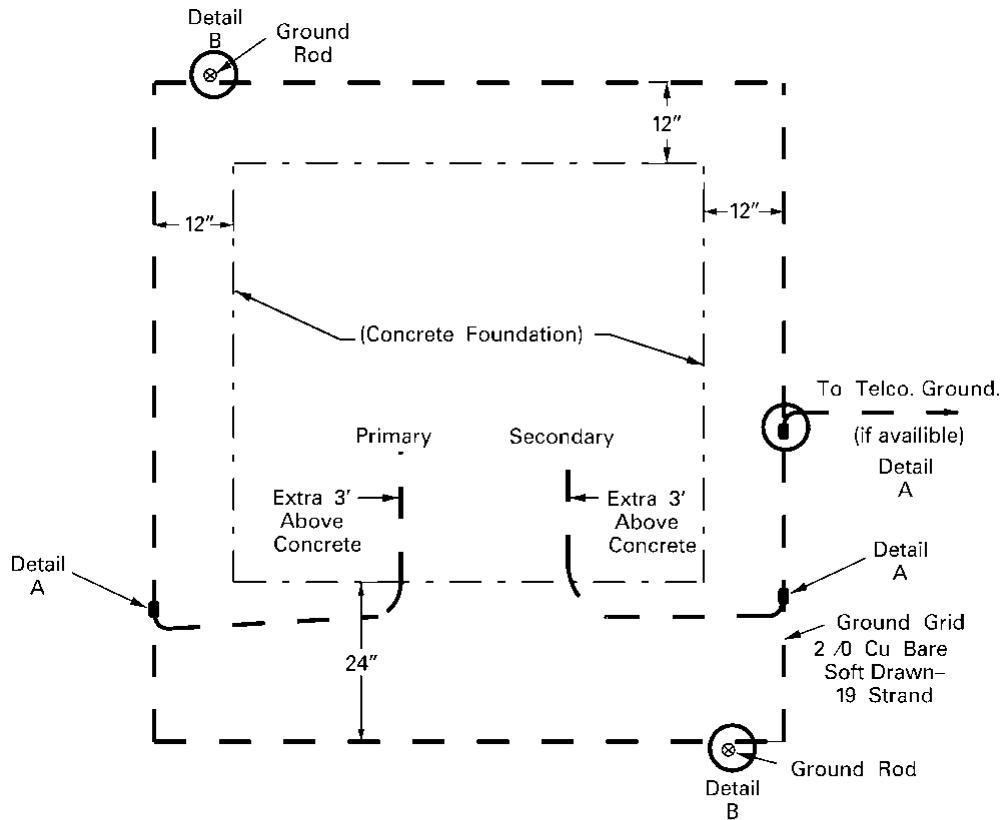 Detail
B
Ground
Rod
12"
12"
12"
(Concrete Foundation)
To Telco. Ground.
(if availible)
Detail
A
Primary
Secondary
Extra 3'
Above
Concrete
Extra 3'
Above
Concrete
Detail
A
Detail
A
Ground Grid
2 /0 Cu Bare
Soft Drawn–
19 Strand
24"
Ground Rod
Detail
B